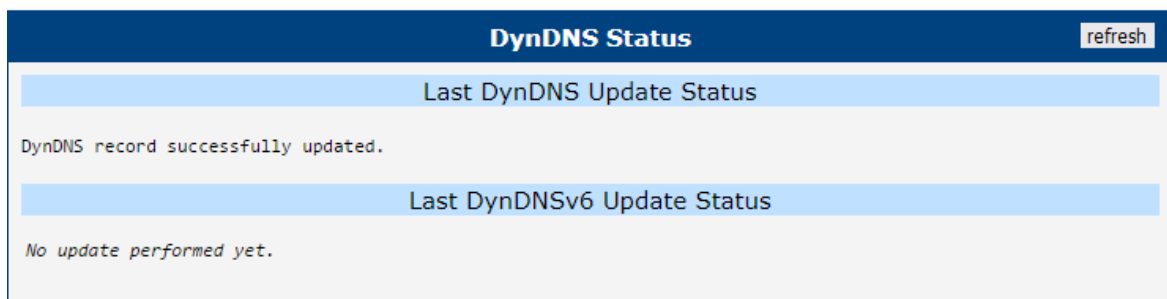 DynDNS Status
refresh
Last DynDNS Update Status
DynDNS record successfully updated.
Last DynDNSv6 Update Status
No update performed yet.